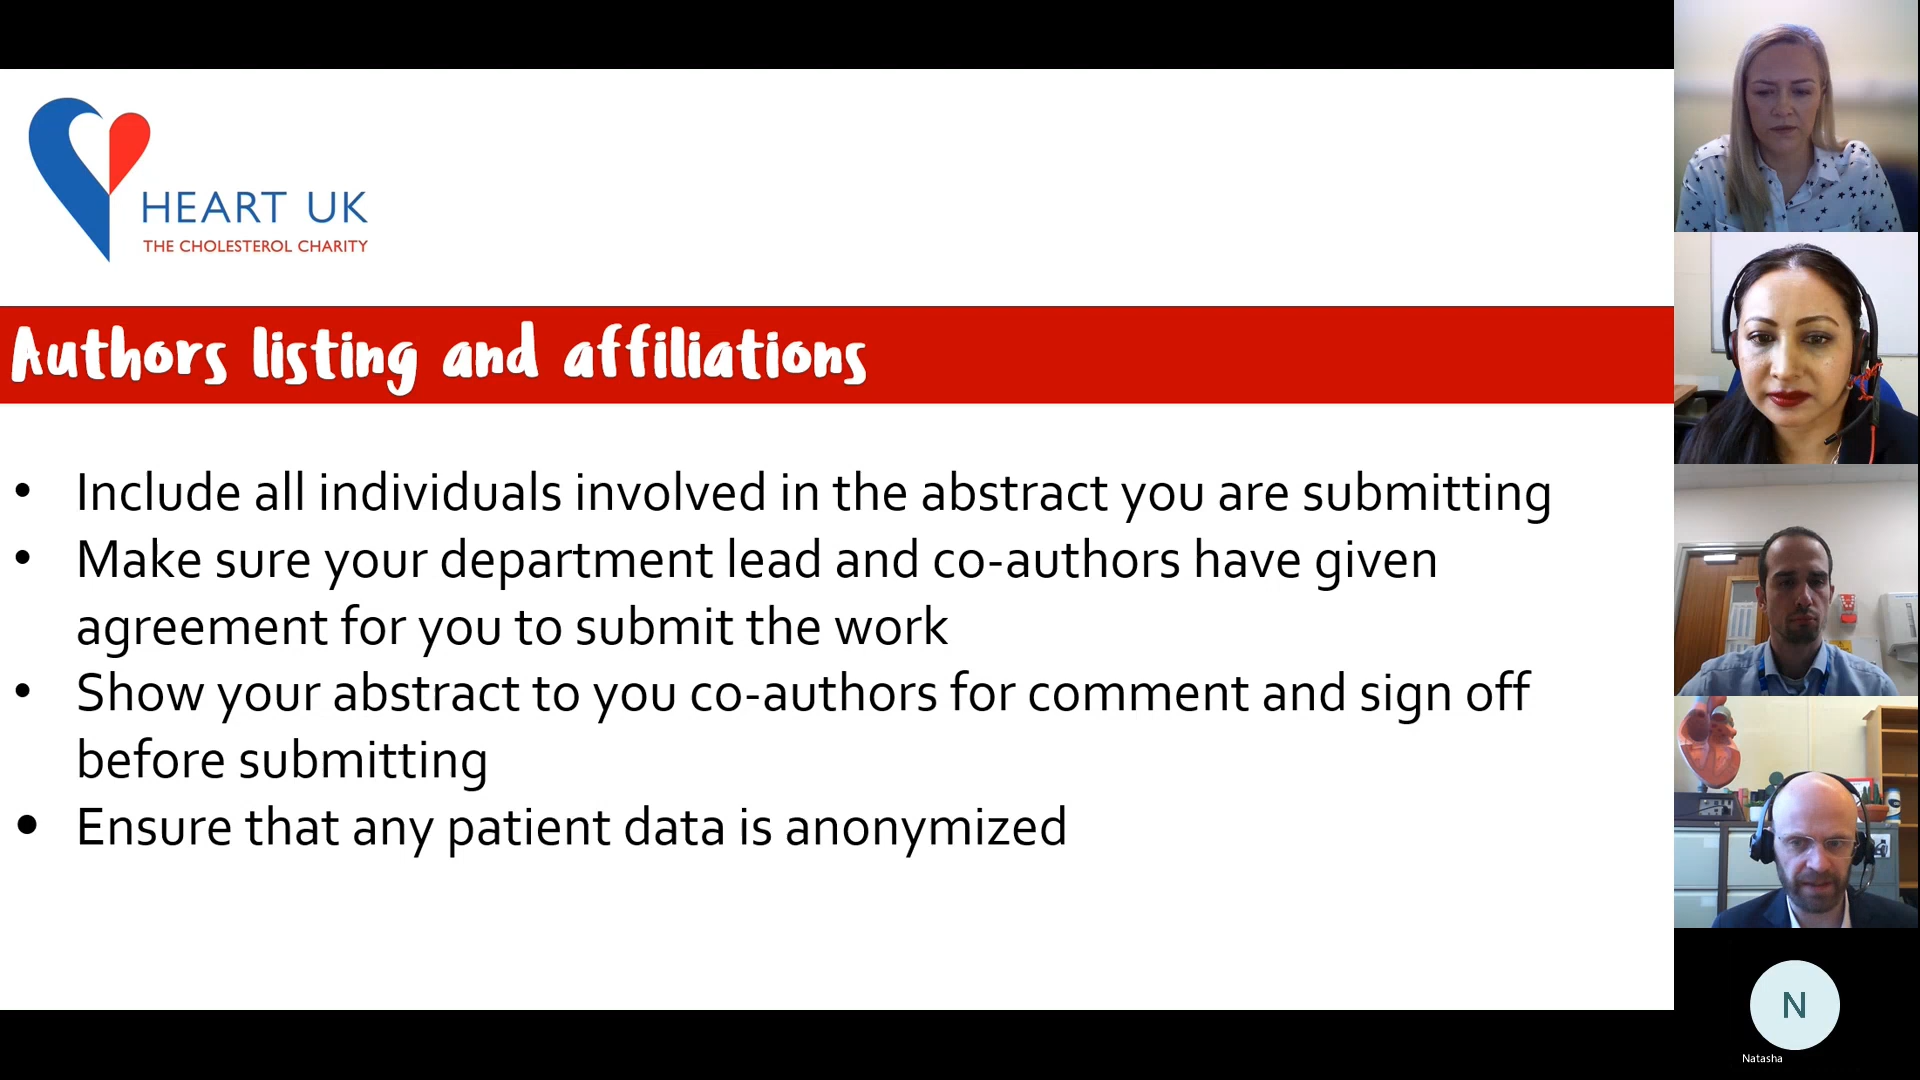 HEART UK
THE CHOLESTEROL CHARITY
Authors listing and affiliations
• Include all individuals involved in the abstract you are submitting
• Make sure your department lead and co-authors have given
agreement for you to submit the work
• Show your abstract to you co-authors for comment and sign off
before submitting
• Ensure that any patient data is anonymized
N
Natasha